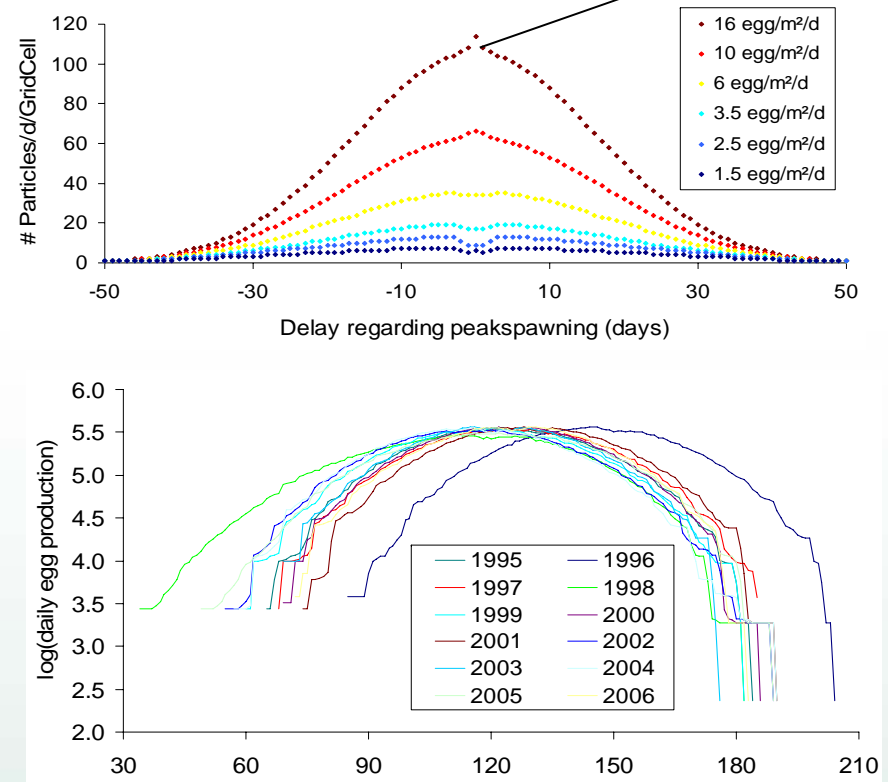 # Particles/d/GridCell
120
100
80
60
40
20
0
-50 -30 -10 10 30 50
Delay regarding peakspawning (days)
16 egg/m²/d
10 egg/m²/d
6 egg/m²/d
3.5 egg/m²/d
2.5 egg/m²/d
1.5 egg/m²/d
log(daily egg production)
6.0
5.5
5.0
4.5
4.0
3.5
3.0
2.5
2.0
30 60 90 120 150 180 210
1995 1996
1997 1998
1999 2000
2001 2002
2003 2004
2005 2006